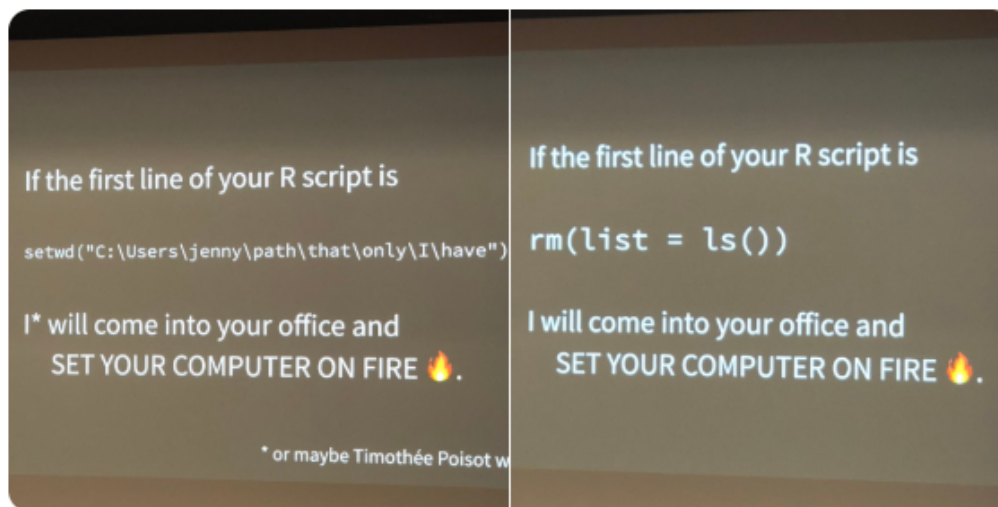 If the first line of your R script is
setwd("C:\Users\jenny\path\that\only\I\have")
I* will come into your office and
SET YOUR COMPUTER ON FIRE 🔥.
* or maybe Timothée Poisot w
If the first line of your R script is
rm(list = ls())
I will come into your office and
SET YOUR COMPUTER ON FIRE 🔥.